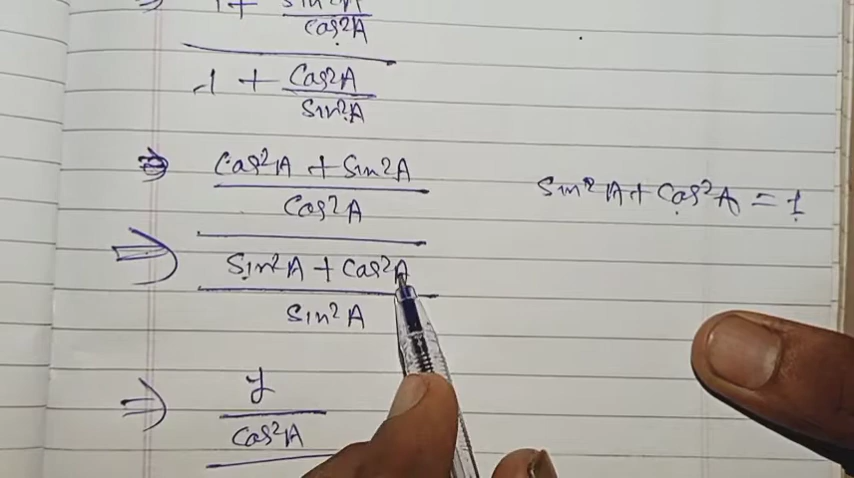 ⇒ 1 + Sin²A
Cos²A
1 + Cos²A
Sin²A
⇒ Cos²A + Sin²A
Cos²A
Sin²A + Cos²A = 1
⇒ Sin²A + Cos²A
Sin²A
⇒ 1
Cos²A